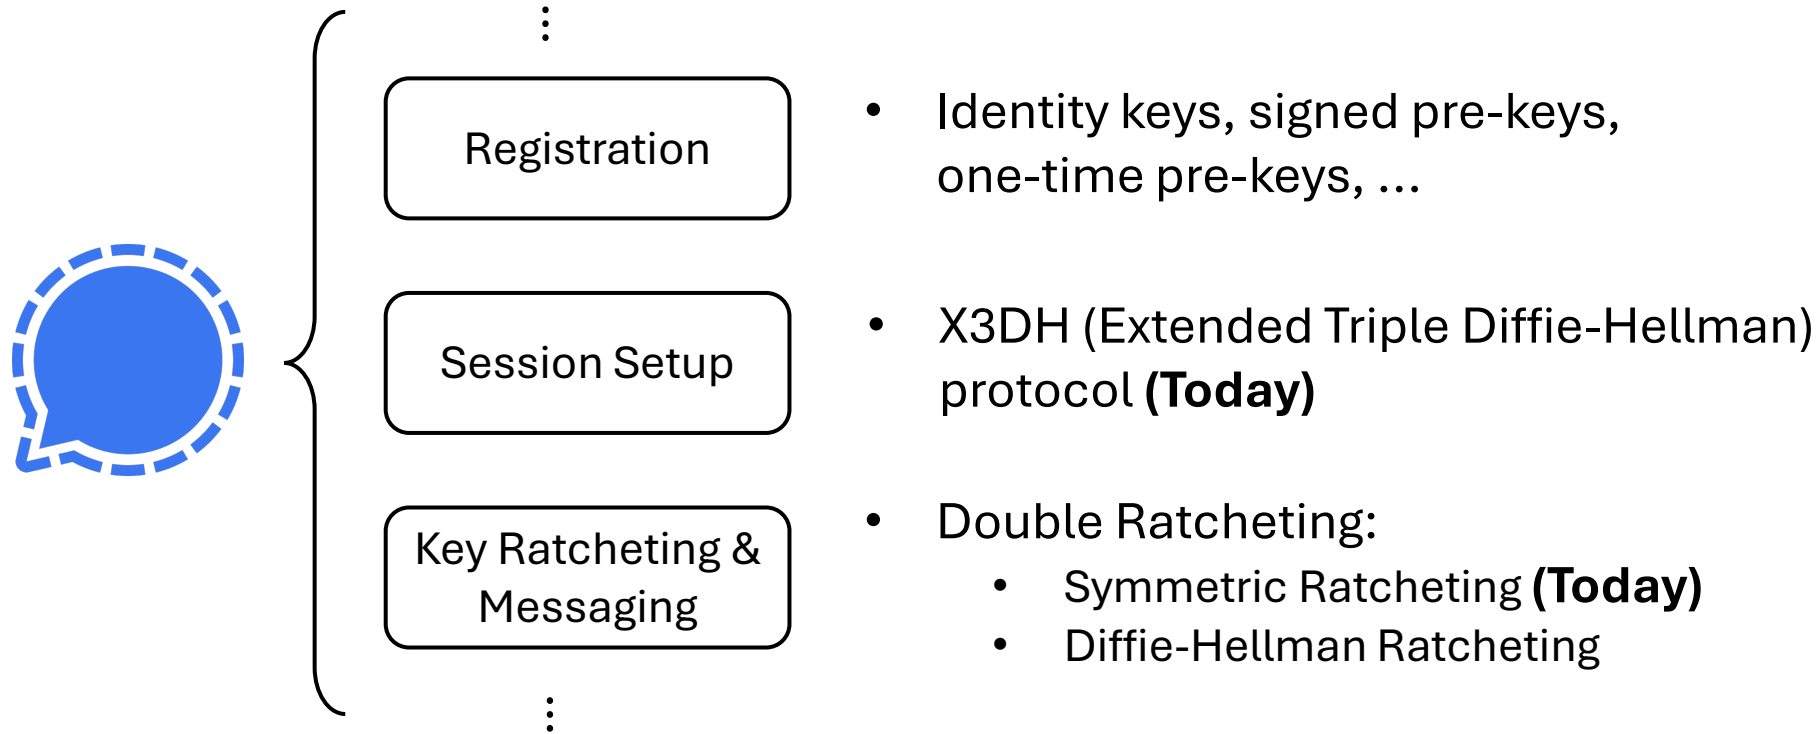 ⋮
Registration
• Identity keys, signed pre-keys,
one-time pre-keys, ...
Session Setup
• X3DH (Extended Triple Diffie-Hellman)
protocol (Today)
Key Ratcheting &
Messaging
• Double Ratcheting:
• Symmetric Ratcheting (Today)
• Diffie-Hellman Ratcheting
⋮